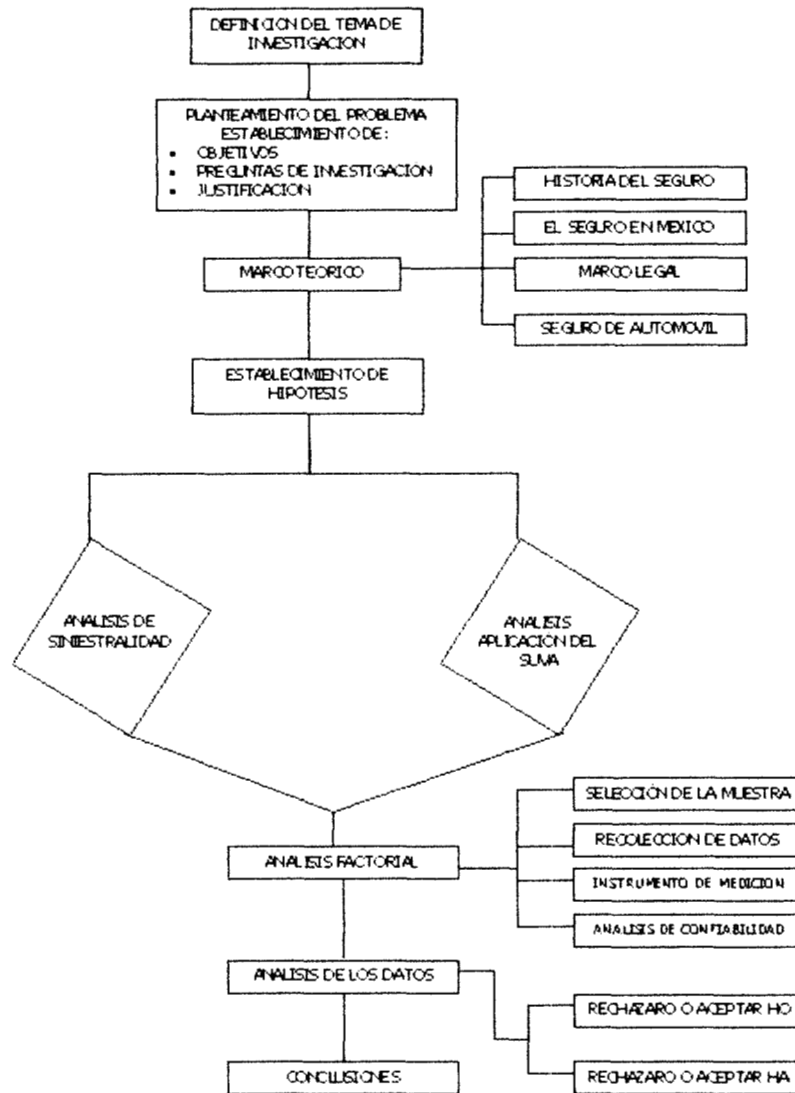 DEFINICION DEL TEMA DE
INVESTIGACION
PLANTEAMIENTO DEL PROBLEMA
ESTABLECIMIENTO DE:
• OBJETIVOS
• PREGUNTAS DE INVESTIGACION
• JUSTIFICACION
HISTORIA DEL SEGURO
EL SEGURO EN MEXICO
MARCO TEORICO
MARCO LEGAL
SEGURO DE AUTOMOVIL
ESTABLECIMIENTO DE
HIPOTESIS
ANALISIS DE
SINIESTRALIDAD
ANALISIS
APLICACIÓN DEL
SUMA
SELECCIÓN DE LA MUESTRA
RECOLECCION DE DATOS
ANALISIS FACTORIAL
INSTRUMENTO DE MEDICION
ANALISIS DE CONFIABILIDAD
ANALISIS DE LOS DATOS
RECHAZARO O ACEPTAR HO
CONCLUSIONES
RECHAZARO O ACEPTAR HA